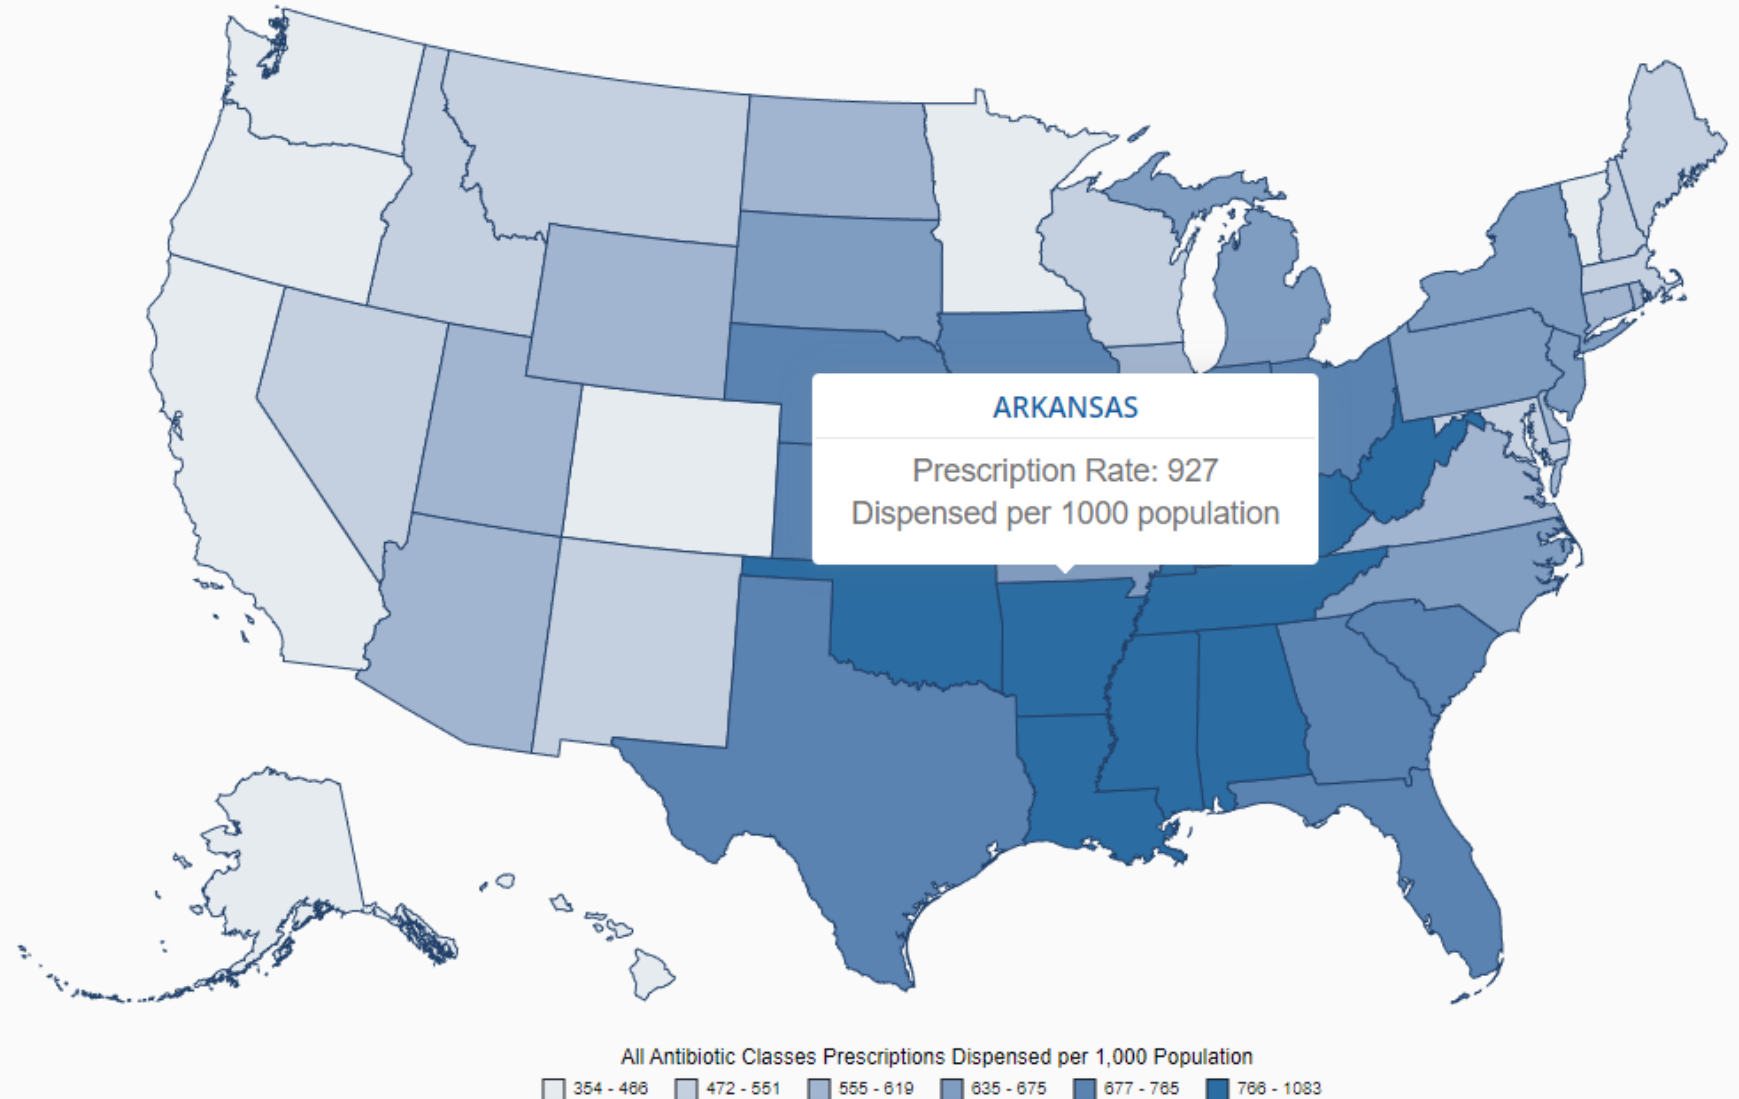 ARKANSAS
Prescription Rate: 927
Dispensed per 1000 population
All Antibiotic Classes Prescriptions Dispensed per 1,000 Population
354 - 466 472 - 551 555 - 619 635 - 675 677 - 765 766 - 1083